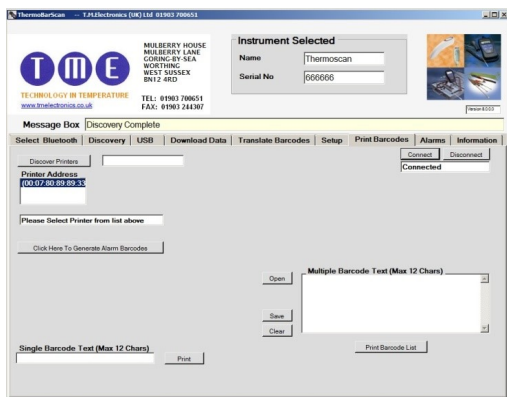 ThermoBarScan -- T.M.Electronics (UK) Ltd 01903 700651
TME
TECHNOLOGY IN TEMPERATURE
www.tmelectronics.co.uk
MULBERRY HOUSE
MULBERRY LANE
GORING-BY-SEA
WORTHING
WEST SUSSEX
BN12 4RD
TEL: 01903 700651
FAX: 01903 244307
Instrument Selected
Name Thermoscan
Serial No 666666
Version 8.0.0.0
Message Box Discovery Complete
Select Bluetooth Discovery USB Download Data Translate Barcodes Setup Print Barcodes Alarms Information
Discover Printers
Connect Disconnect
Connected
Printer Address
(00:07:80:89:89:33
Please Select Printer from list above
Click Here To Generate Alarm Barcodes
Multiple Barcode Text (Max 12 Chars)
Open
Save
Clear
Print Barcode List
Single Barcode Text (Max 12 Chars)
Print